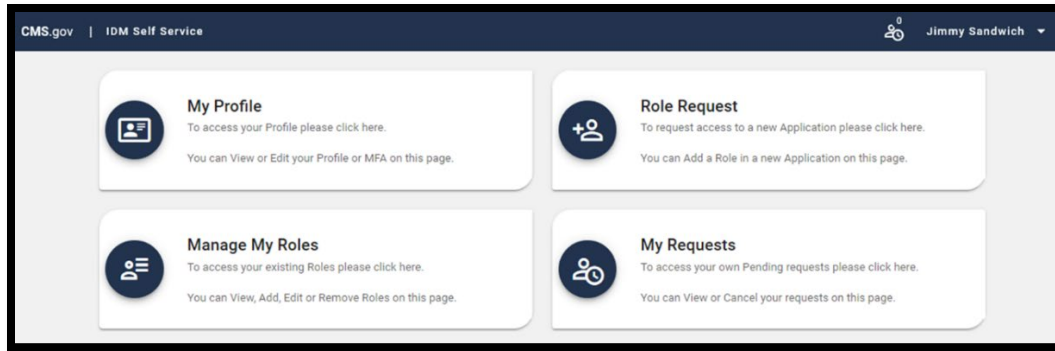 CMS.gov | IDM Self Service
0
Jimmy Sandwich
My Profile
To access your Profile please click here.
You can View or Edit your Profile or MFA on this page.
Role Request
To request access to a new Application please click here.
You can Add a Role in a new Application on this page.
Manage My Roles
To access your existing Roles please click here.
You can View, Add, Edit or Remove Roles on this page.
My Requests
To access your own Pending requests please click here.
You can View or Cancel your requests on this page.